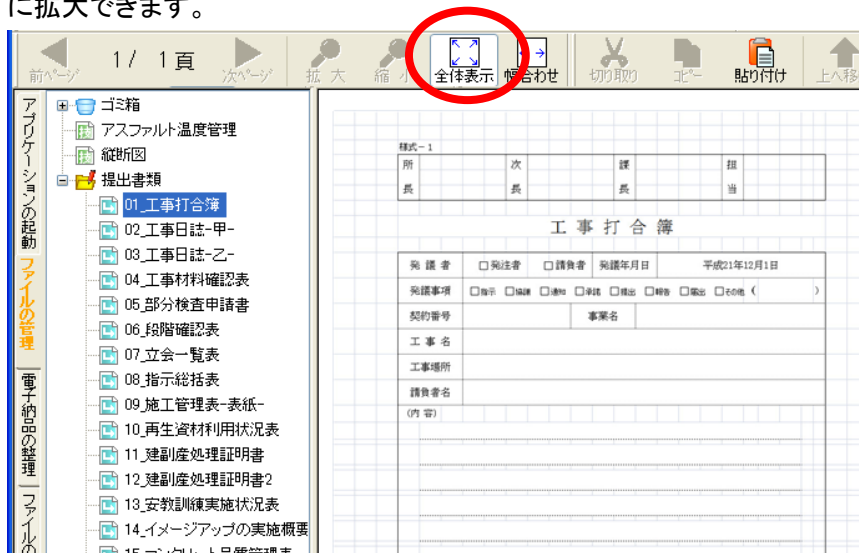 に拡大できます。
1/ 1頁
前ページ
次ページ
拡 大
縮 小
全体表示
幅合わせ
切り取り
コピー
貼り付け
上へ移
アプリケーションの起動
ファイルの管理
電子納品の整理
ファイルの
ゴミ箱
アスファルト温度管理
縦断図
提出書類
01_工事打合簿
02_工事日誌-甲-
03_工事日誌-乙-
04_工事材料確認表
05_部分検査申請書
06_段階確認表
07_立会一覧表
08_指示総括表
09_施工管理表-表紙-
10_再生資材利用状況表
11_建副産処理証明書
12_建副産処理証明書2
13_安教訓練実施状況表
14_イメージアップの実施概要
15_コンクリート品質管理表
様式－1
所長 次長 課長 担当
工 事 打 合 簿
発 議 者 □発注者 □請負者 発議年月日 平成21年12月1日
発議事項 □指示 □協議 □通知 □承諾 □提出 □報告 □届出 □その他 ( )
契約番号 事業名
工 事 名
工事場所
請負者名
(内 容)